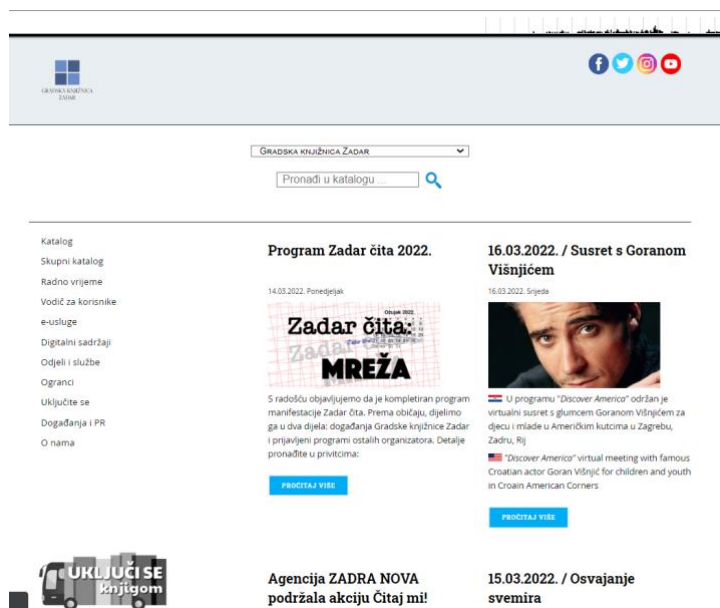 GRADSKA KNJIŽNICA
ZADAR
GRADSKA KNJIŽNICA ZADAR
Pronađi u katalogu ...
Katalog
Skupni katalog
Radno vrijeme
Vodič za korisnike
e-usluge
Digitalni sadržaji
Odjeli i službe
Ogranci
Uključite se
Događanja i PR
O nama
UKLJUČI SE
knjigom
Program Zadar čita 2022.
14.03.2022. Ponedjeljak
Ožujak 2022.
Zadar čita:
MREŽA
S radošću objavljujemo da je kompletiran program
manifestacije Zadar čita. Prema običaju, dijelimo
ga u dva dijela: događanja Gradske knjižnice Zadar
i prijavljeni programi ostalih organizatora. Detalje
pronađite u privitcima:
PROČITAJ VIŠE
16.03.2022. / Susret s Goranom
Višnjićem
16.03.2022. Srijeda
U programu "Discover America" održan je
virtualni susret s glumcem Goranom Višnjićem za
djecu i mlade u Američkim kutcima u Zagrebu,
Zadru, Rij
"Discover America" virtual meeting with famous
Croatian actor Goran Višnjić for children and youth
in Croain American Corners
PROČITAJ VIŠE
Agencija ZADRA NOVA
podržala akciju Čitaj mi!
15.03.2022. / Osvajanje
svemira